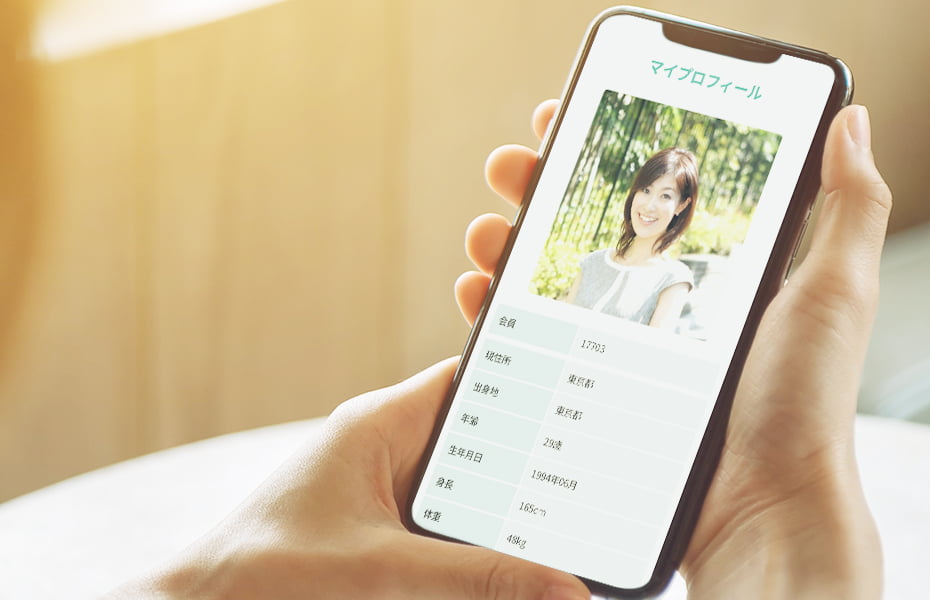 マイプロフィール
会員 17703
現住所 東京都
出身地 東京都
年齢 29歳
生年月日 1994年06月
身長 165cm
体重 48kg